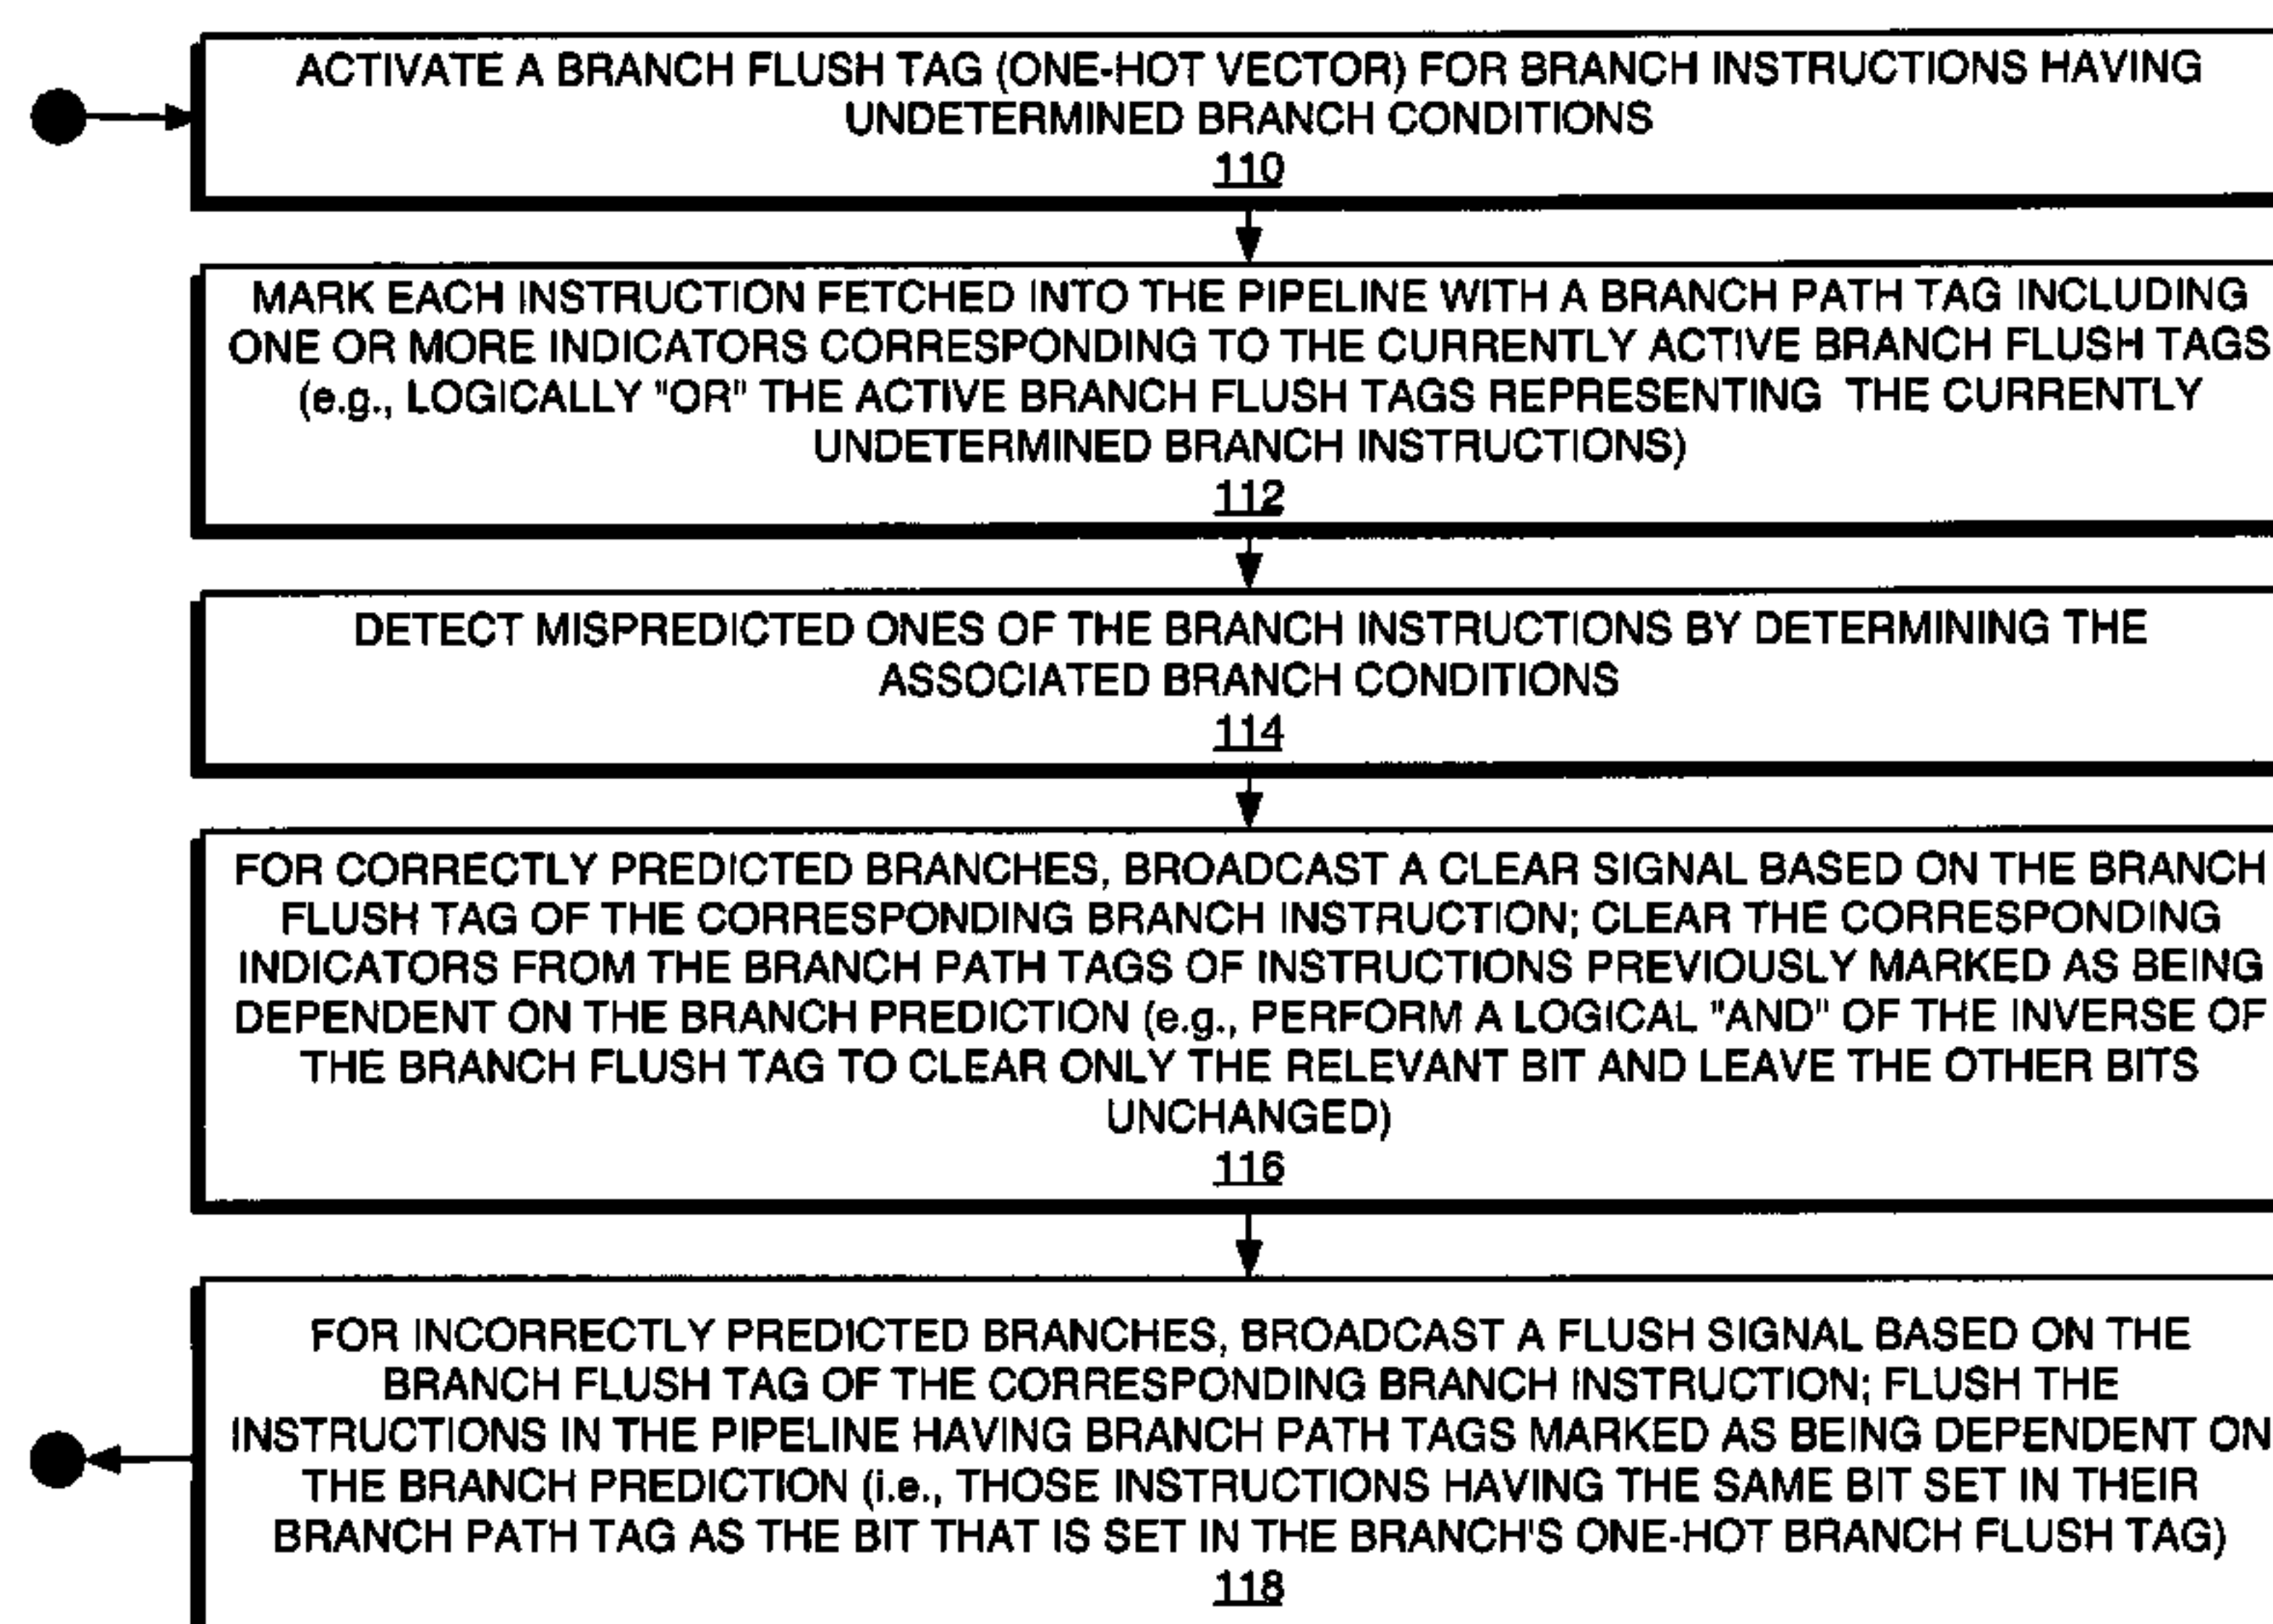 ACTIVATE A BRANCH FLUSH TAG (ONE-HOT VECTOR) FOR BRANCH INSTRUCTIONS HAVING
UNDETERMINED BRANCH CONDITIONS
110
MARK EACH INSTRUCTION FETCHED INTO THE PIPELINE WITH A BRANCH PATH TAG INCLUDING
ONE OR MORE INDICATORS CORRESPONDING TO THE CURRENTLY ACTIVE BRANCH FLUSH TAGS
(e.g., LOGICALLY "OR" THE ACTIVE BRANCH FLUSH TAGS REPRESENTING THE CURRENTLY
UNDETERMINED BRANCH INSTRUCTIONS)
112
DETECT MISPREDICTED ONES OF THE BRANCH INSTRUCTIONS BY DETERMINING THE
ASSOCIATED BRANCH CONDITIONS
114
FOR CORRECTLY PREDICTED BRANCHES, BROADCAST A CLEAR SIGNAL BASED ON THE BRANCH
FLUSH TAG OF THE CORRESPONDING BRANCH INSTRUCTION; CLEAR THE CORRESPONDING
INDICATORS FROM THE BRANCH PATH TAGS OF INSTRUCTIONS PREVIOUSLY MARKED AS BEING
DEPENDENT ON THE BRANCH PREDICTION (e.g., PERFORM A LOGICAL "AND" OF THE INVERSE OF
THE BRANCH FLUSH TAG TO CLEAR ONLY THE RELEVANT BIT AND LEAVE THE OTHER BITS
UNCHANGED)
116
FOR INCORRECTLY PREDICTED BRANCHES, BROADCAST A FLUSH SIGNAL BASED ON THE
BRANCH FLUSH TAG OF THE CORRESPONDING BRANCH INSTRUCTION; FLUSH THE
INSTRUCTIONS IN THE PIPELINE HAVING BRANCH PATH TAGS MARKED AS BEING DEPENDENT ON
THE BRANCH PREDICTION (i.e., THOSE INSTRUCTIONS HAVING THE SAME BIT SET IN THEIR
BRANCH PATH TAG AS THE BIT THAT IS SET IN THE BRANCH'S ONE-HOT BRANCH FLUSH TAG)
118